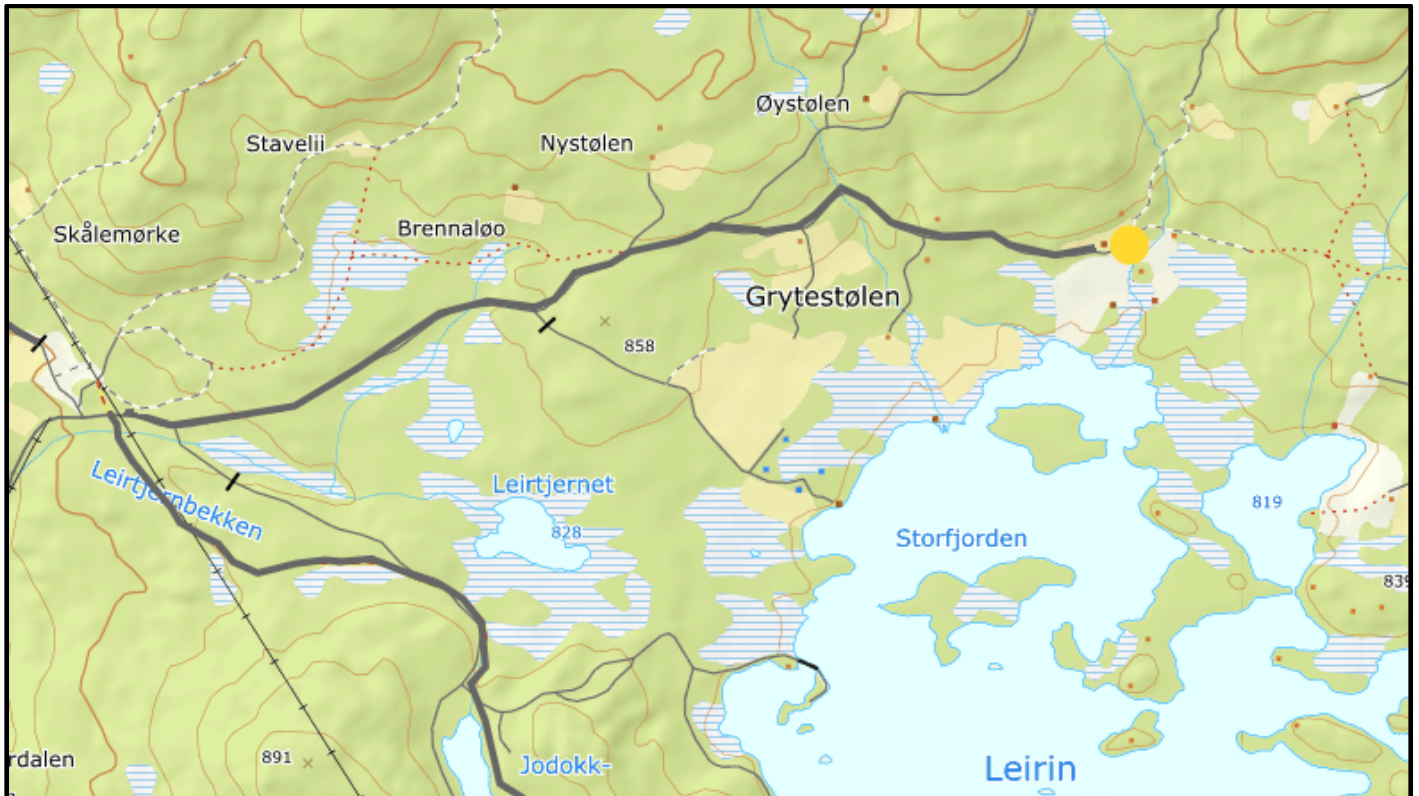 Øystølen
Stavelii
Nystølen
Brennaløo
Skålemørke
Grytestølen
858
Leirtjernbekken
Leirtjernet
828
819
Storfjorden
839
891
rdalen
Jodokk-
Leirin